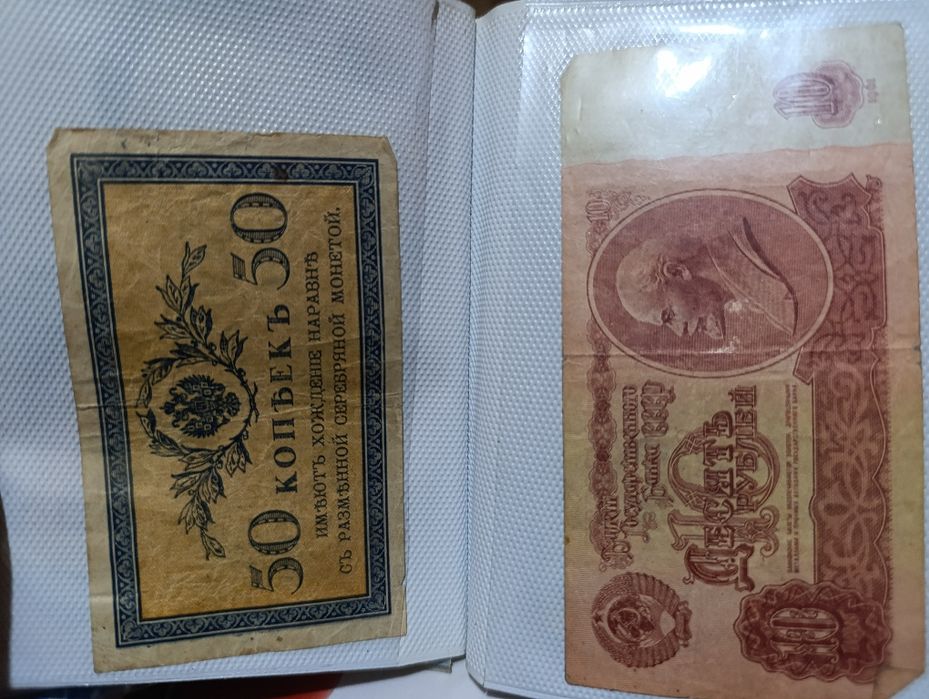 50 КОПѢЕКЪ 50
ИМѢЮТЪ ХОЖДЕНІЕ НАРАВНѢ
СЪ РАЗМѢННОЙ СЕРЕБРЯНОЙ МОНЕТОЙ.
10
Билет
Государственного
Банка СССР
10
ДЕСЯТЬ
РУБЛЕЙ
10
10